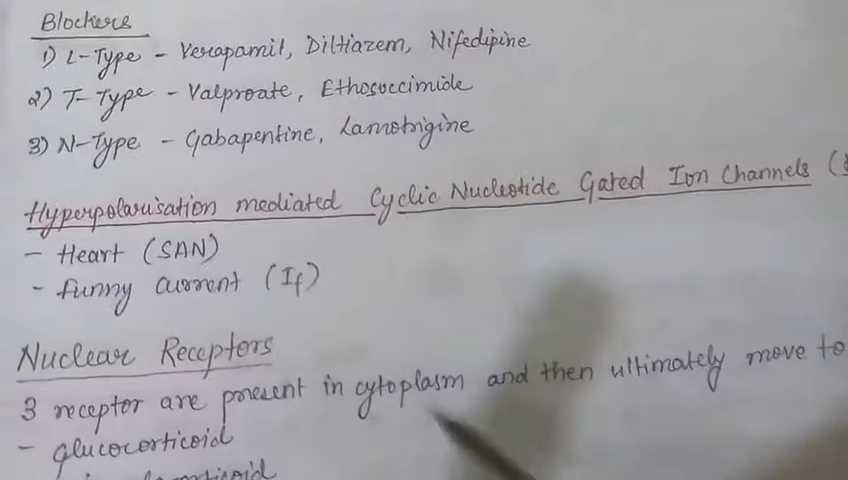 Blockers
1) L-Type - Verapamil, Diltiazem, Nifedipine
2) T-Type - Valproate, Ethosuccimide
3) N-Type - Gabapentine, Lamotrigine
Hyperpolarisation mediated Cyclic Nucleotide Gated Ion Channels (
- Heart (SAN)
- funny current (If)
Nuclear Receptors
3 receptor are present in cytoplasm and then ultimately move to
- glucocorticoid